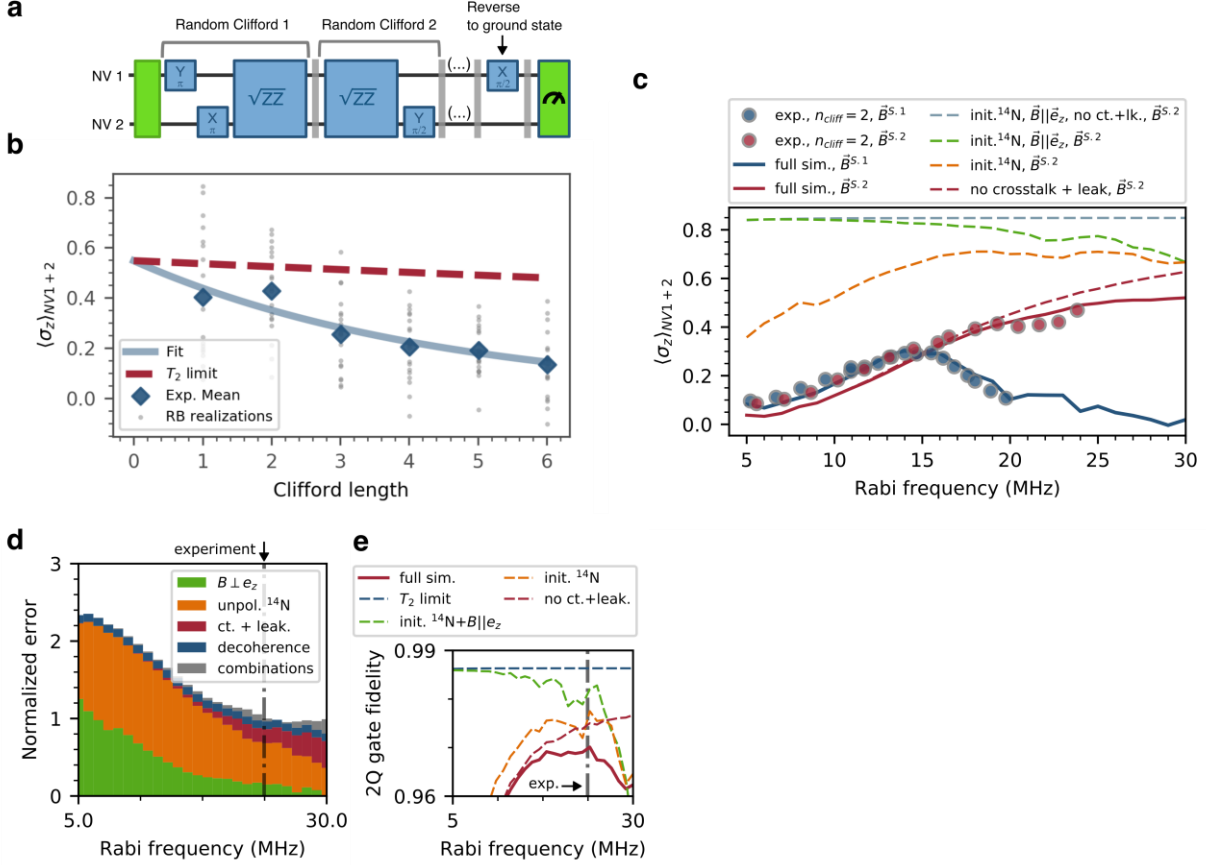 a
Reverse
to ground state
Random Clifford 1
Random Clifford 2
NV 1
NV 2
Y
π
X
π
√ZZ
√ZZ
Y
π/2
(...)
(...)
X
π/2
b
⟨σz⟩NV1+2
0.8
0.6
0.4
0.2
0.0
Fit
T2 limit
Exp. Mean
RB realizations
0 1 2 3 4 5 6
Clifford length
c
exp., ncliff = 2, B⃗S.1
exp., ncliff = 2, B⃗S.2
full sim., B⃗S.1
full sim., B⃗S.2
init.14N, B⃗||e⃗z, no ct.+lk., B⃗S.2
init.14N, B⃗||e⃗z, B⃗S.2
init.14N, B⃗S.2
no crosstalk + leak, B⃗S.2
⟨σz⟩NV1+2
0.8
0.6
0.4
0.2
0.0
5 10 15 20 25 30
Rabi frequency (MHz)
d
experiment
Normalized error
3
2
1
0
B ⊥ ez
unpol. 14N
ct. + leak.
decoherence
combinations
5.0 30.0
Rabi frequency (MHz)
e
full sim.
T2 limit
init. 14N+B||ez
init. 14N
no ct.+leak.
2Q gate fidelity
0.99
0.96
exp.
5 30
Rabi frequency (MHz)